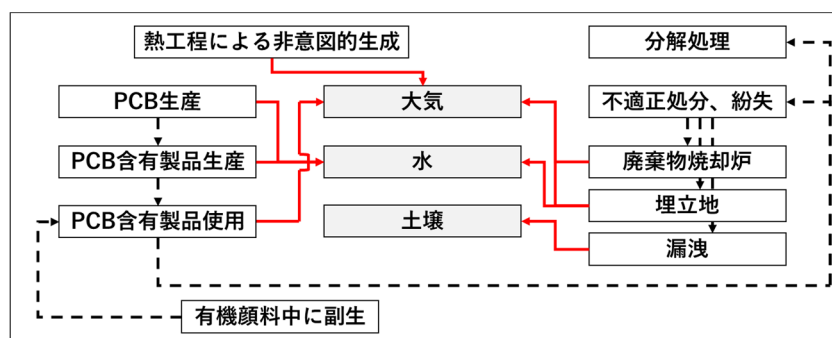 熱工程による非意図的生成
分解処理
PCB生産
大気
不適正処分、紛失
PCB含有製品生産
水
廃棄物焼却炉
埋立地
PCB含有製品使用
土壌
漏洩
有機顔料中に副生